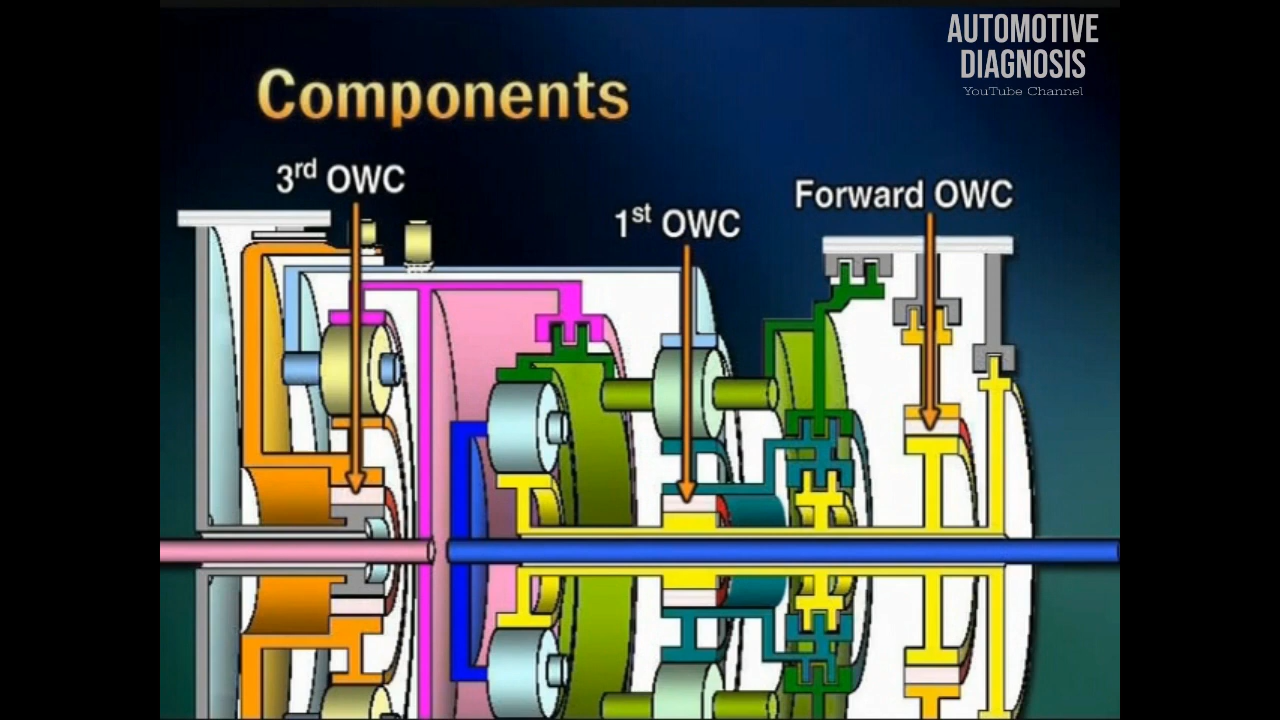 AUTOMOTIVE
DIAGNOSIS
YouTube Channel
Components
3rd OWC
1st OWC
Forward OWC